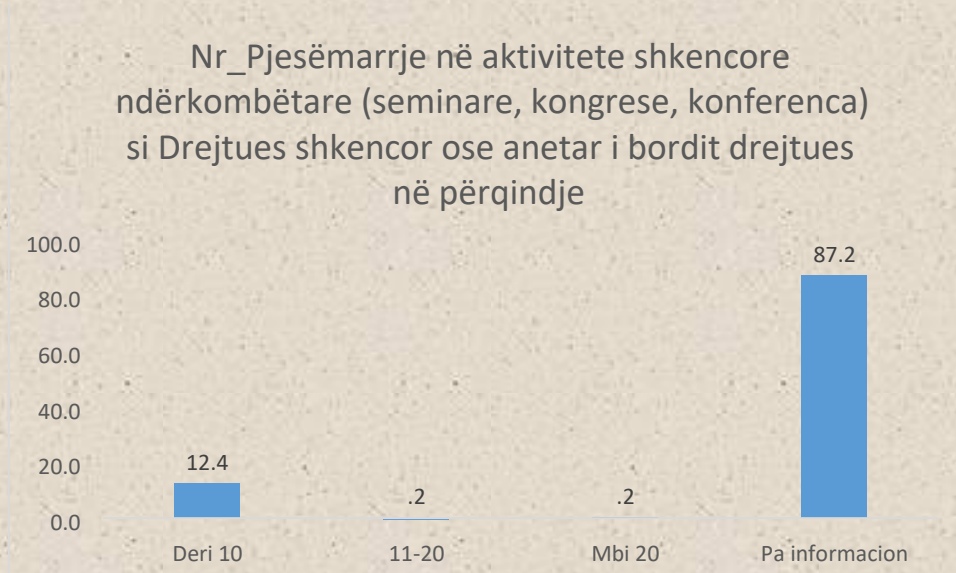 Nr_Pjesëmarrje në aktivitete shkencore
ndërkombëtare (seminare, kongrese, konferenca)
si Drejtues shkencor ose anetar i bordit drejtues
në përqindje
100.0
80.0
60.0
40.0
20.0
0.0
12.4
.2
.2
87.2
Deri 10
11-20
Mbi 20
Pa informacion